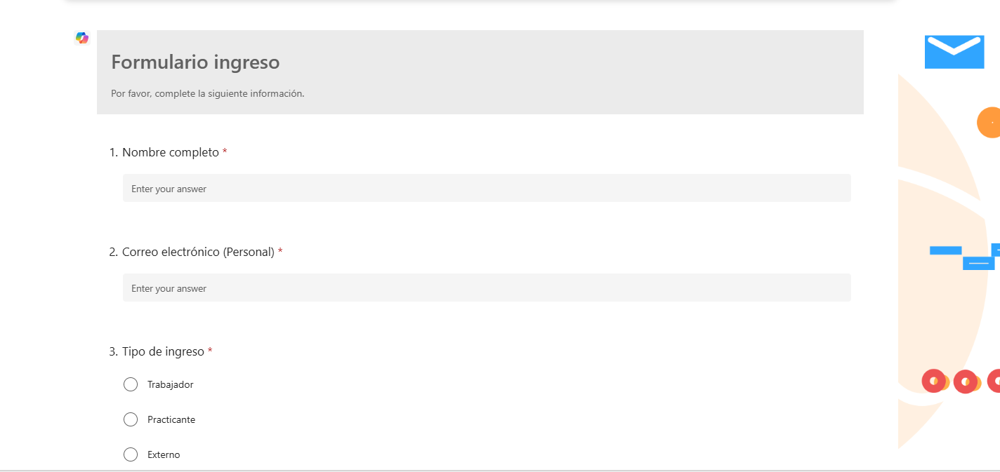 Formulario ingreso
Por favor, complete la siguiente información.
1. Nombre completo *
Enter your answer
2. Correo electrónico (Personal) *
Enter your answer
3. Tipo de ingreso *
Trabajador
Practicante
Externo